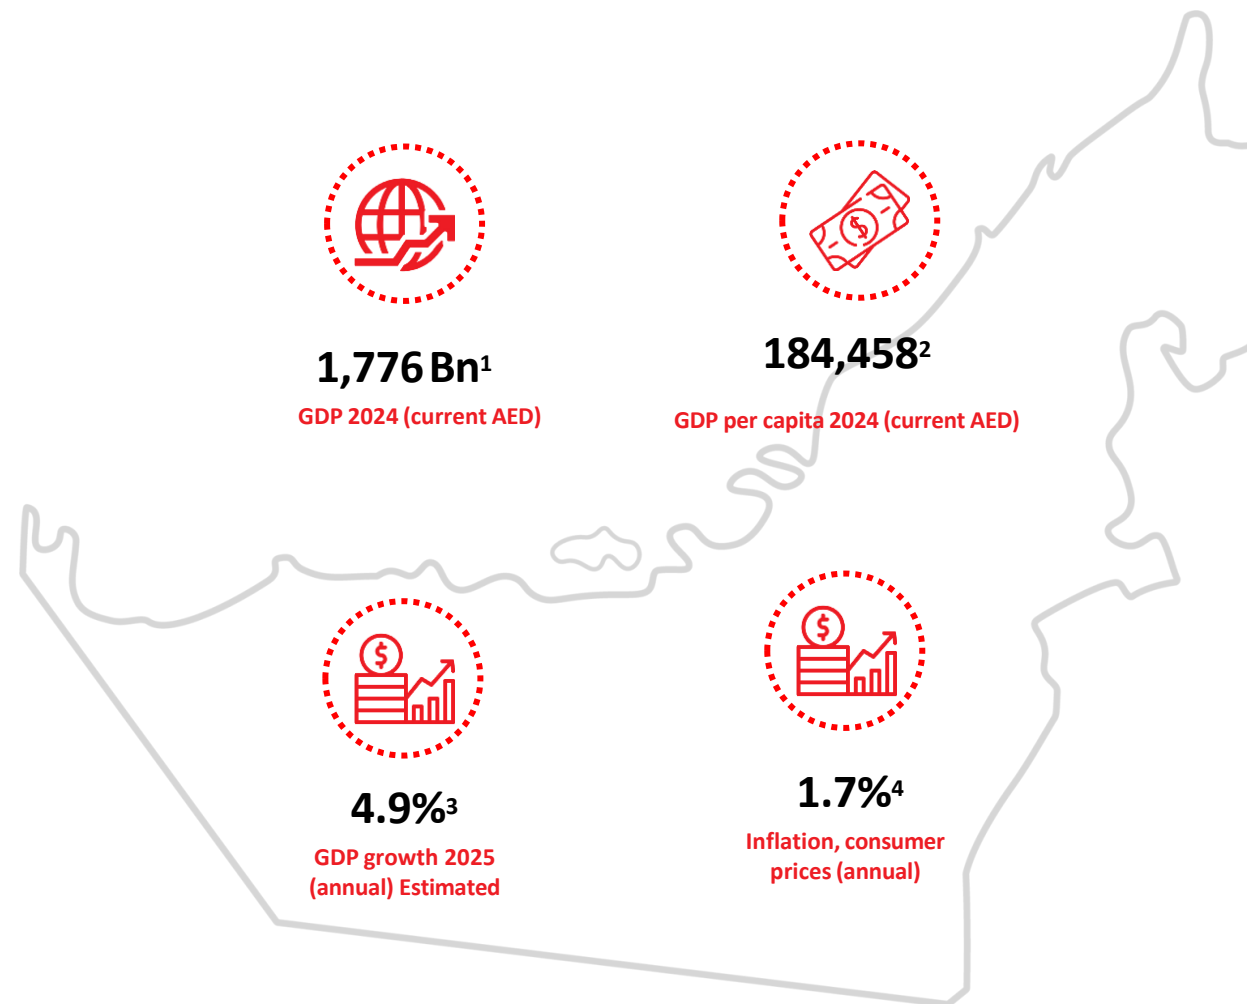 1,776 Bn¹
GDP 2024 (current AED)
184,458²
GDP per capita 2024 (current AED)
4.9%³
GDP growth 2025
(annual) Estimated
1.7%⁴
Inflation, consumer
prices (annual)